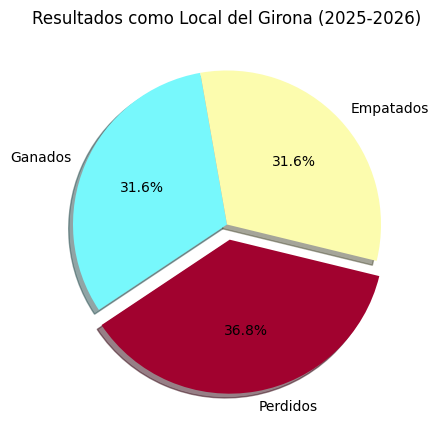 Resultados como Local del Girona (2025-2026)
Empatados
Ganados
31.6%
31.6%
36.8%
Perdidos